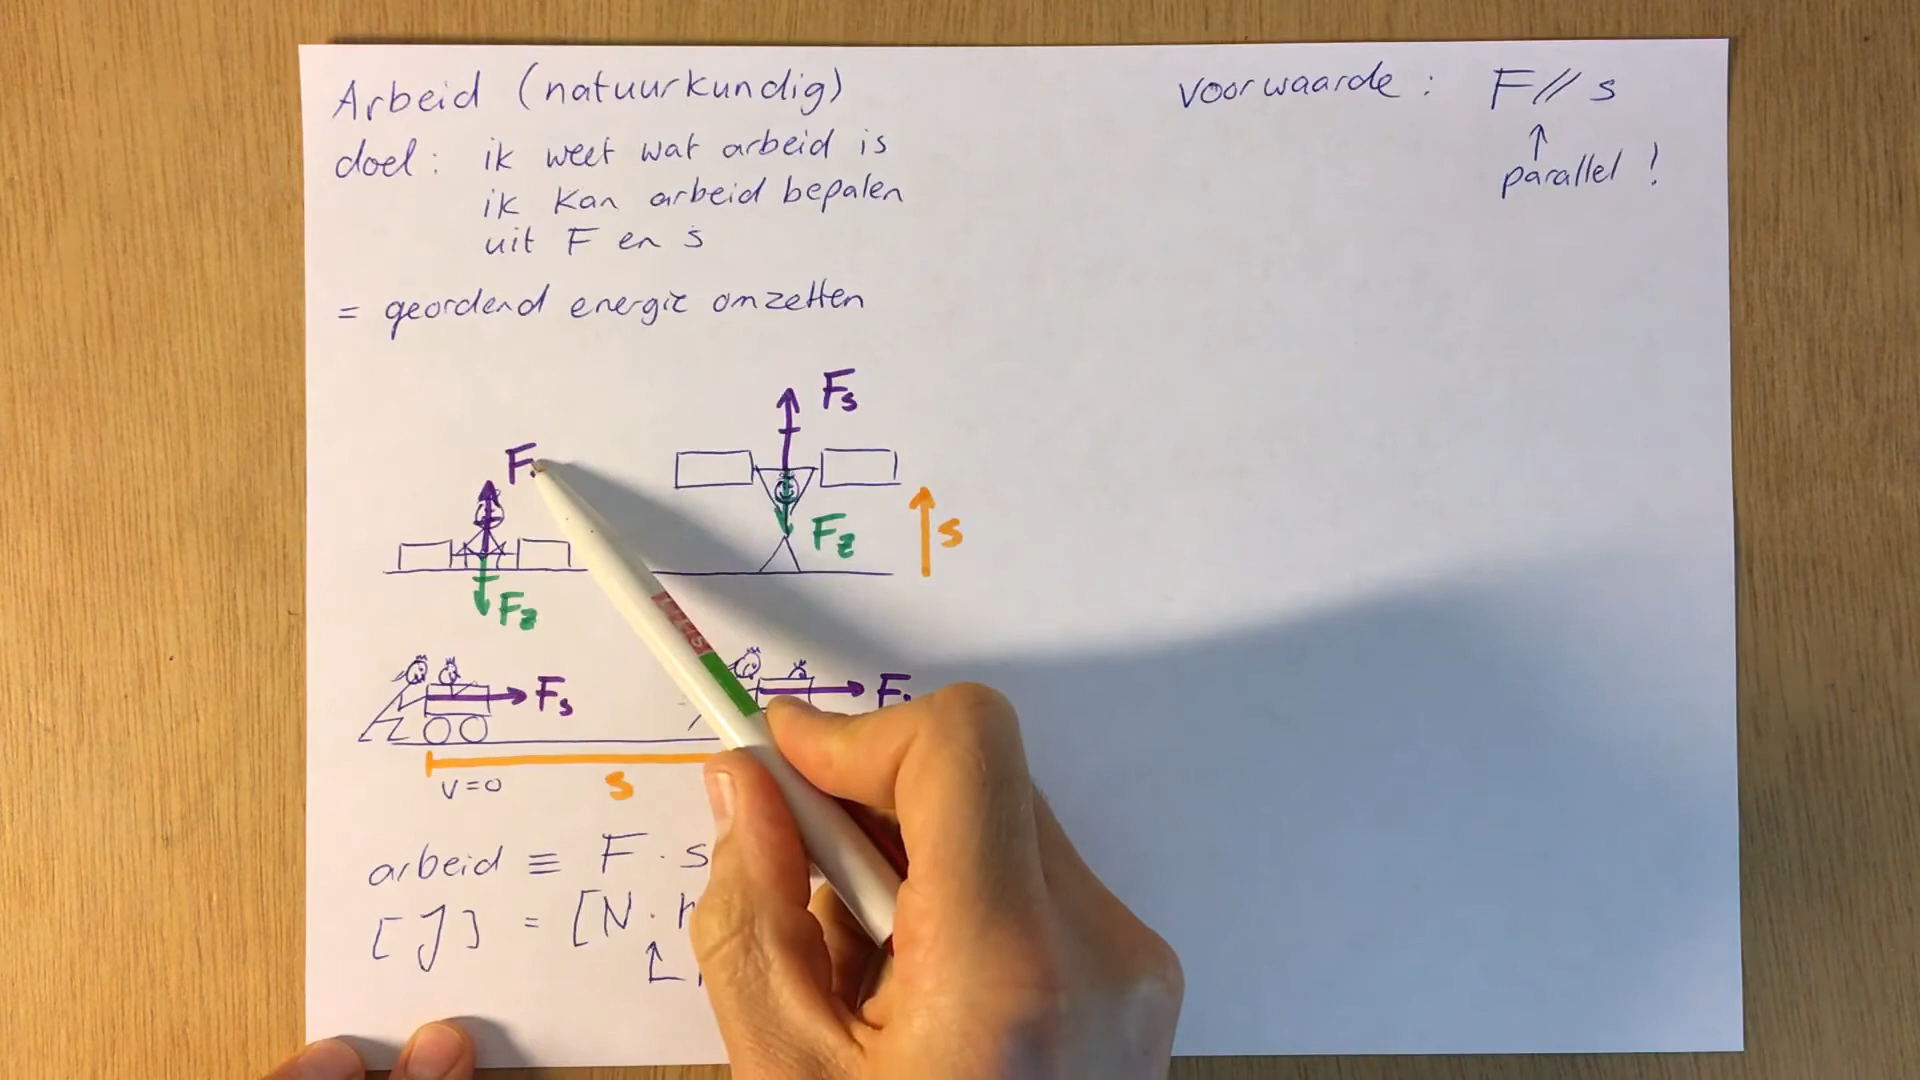 Arbeid (natuurkundig)
doel: ik weet wat arbeid is
ik kan arbeid bepalen
uit F en s
= geordend energie omzetten
Fs
F
s
Fz
Fz
Fs
F
v=0
s
arbeid ≡ F · s
[J] = [N ·
voorwaarde: F // s
parallel!